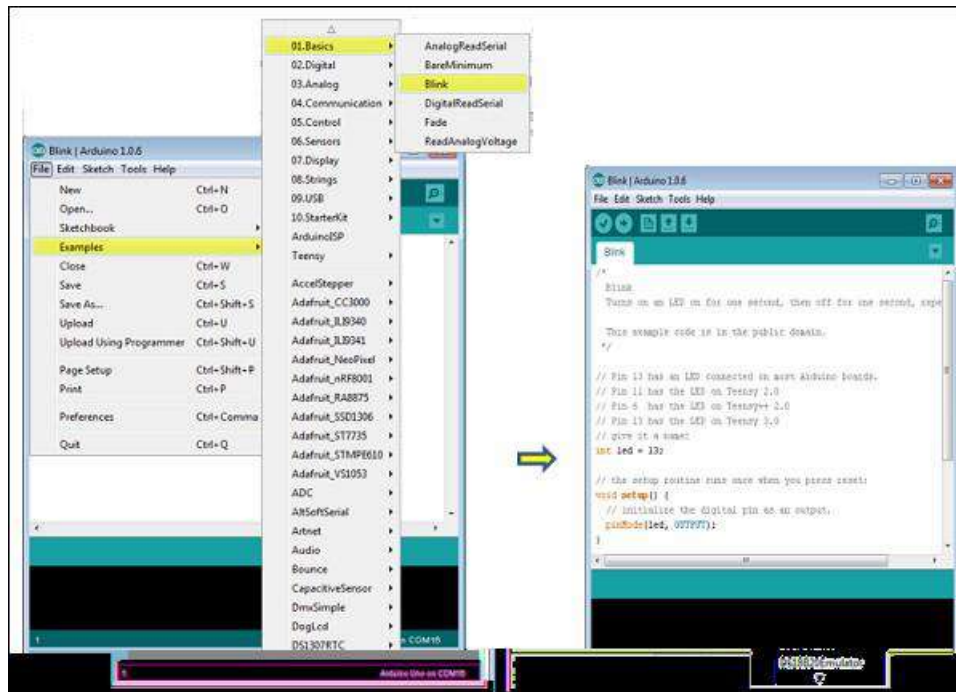 01.Basics
02.Digital
03.Analog
04.Communication
05.Control
06.Sensors
07.Display
08.Strings
09.USB
10.StarterKit
ArduinoISP
Teensy
AccelStepper
Adafruit_CC3000
Adafruit_ILI9340
Adafruit_ILI9341
Adafruit_NeoPixel
Adafruit_nRF8001
Adafruit_RA8875
Adafruit_SSD1306
Adafruit_ST7735
Adafruit_STMPE610
Adafruit_VS1053
ADC
AltSoftSerial
Artnet
Audio
Bounce
CapacitiveSensor
DmxSimple
DogLcd
DS1307RTC
AnalogReadSerial
BareMinimum
Blink
DigitalReadSerial
Fade
ReadAnalogVoltage
Blink | Arduino 1.0.6
File Edit Sketch Tools Help
New Ctrl+N
Open... Ctrl+O
Sketchbook
Examples
Close Ctrl+W
Save Ctrl+S
Save As... Ctrl+Shift+S
Upload Ctrl+U
Upload Using Programmer Ctrl+Shift+U
Page Setup Ctrl+Shift+P
Print Ctrl+P
Preferences Ctrl+Comma
Quit Ctrl+Q
1
on COM16
1
Arduino Uno on COM16
Blink | Arduino 1.0.6
File Edit Sketch Tools Help
Blink
/*
Blink
Turns on an LED on for one second, then off for one second, repe
This example code is in the public domain.
*/
// Pin 13 has an LED connected on most Arduino boards.
// Pin 11 has the LED on Teensy 2.0
// Pin 6 has the LED on Teensy++ 2.0
// Pin 13 has the LED on Teensy 3.0
// give it a name:
int led = 13;
// the setup routine runs once when you press reset:
void setup() {
// initialize the digital pin as an output.
pinMode(led, OUTPUT);
}